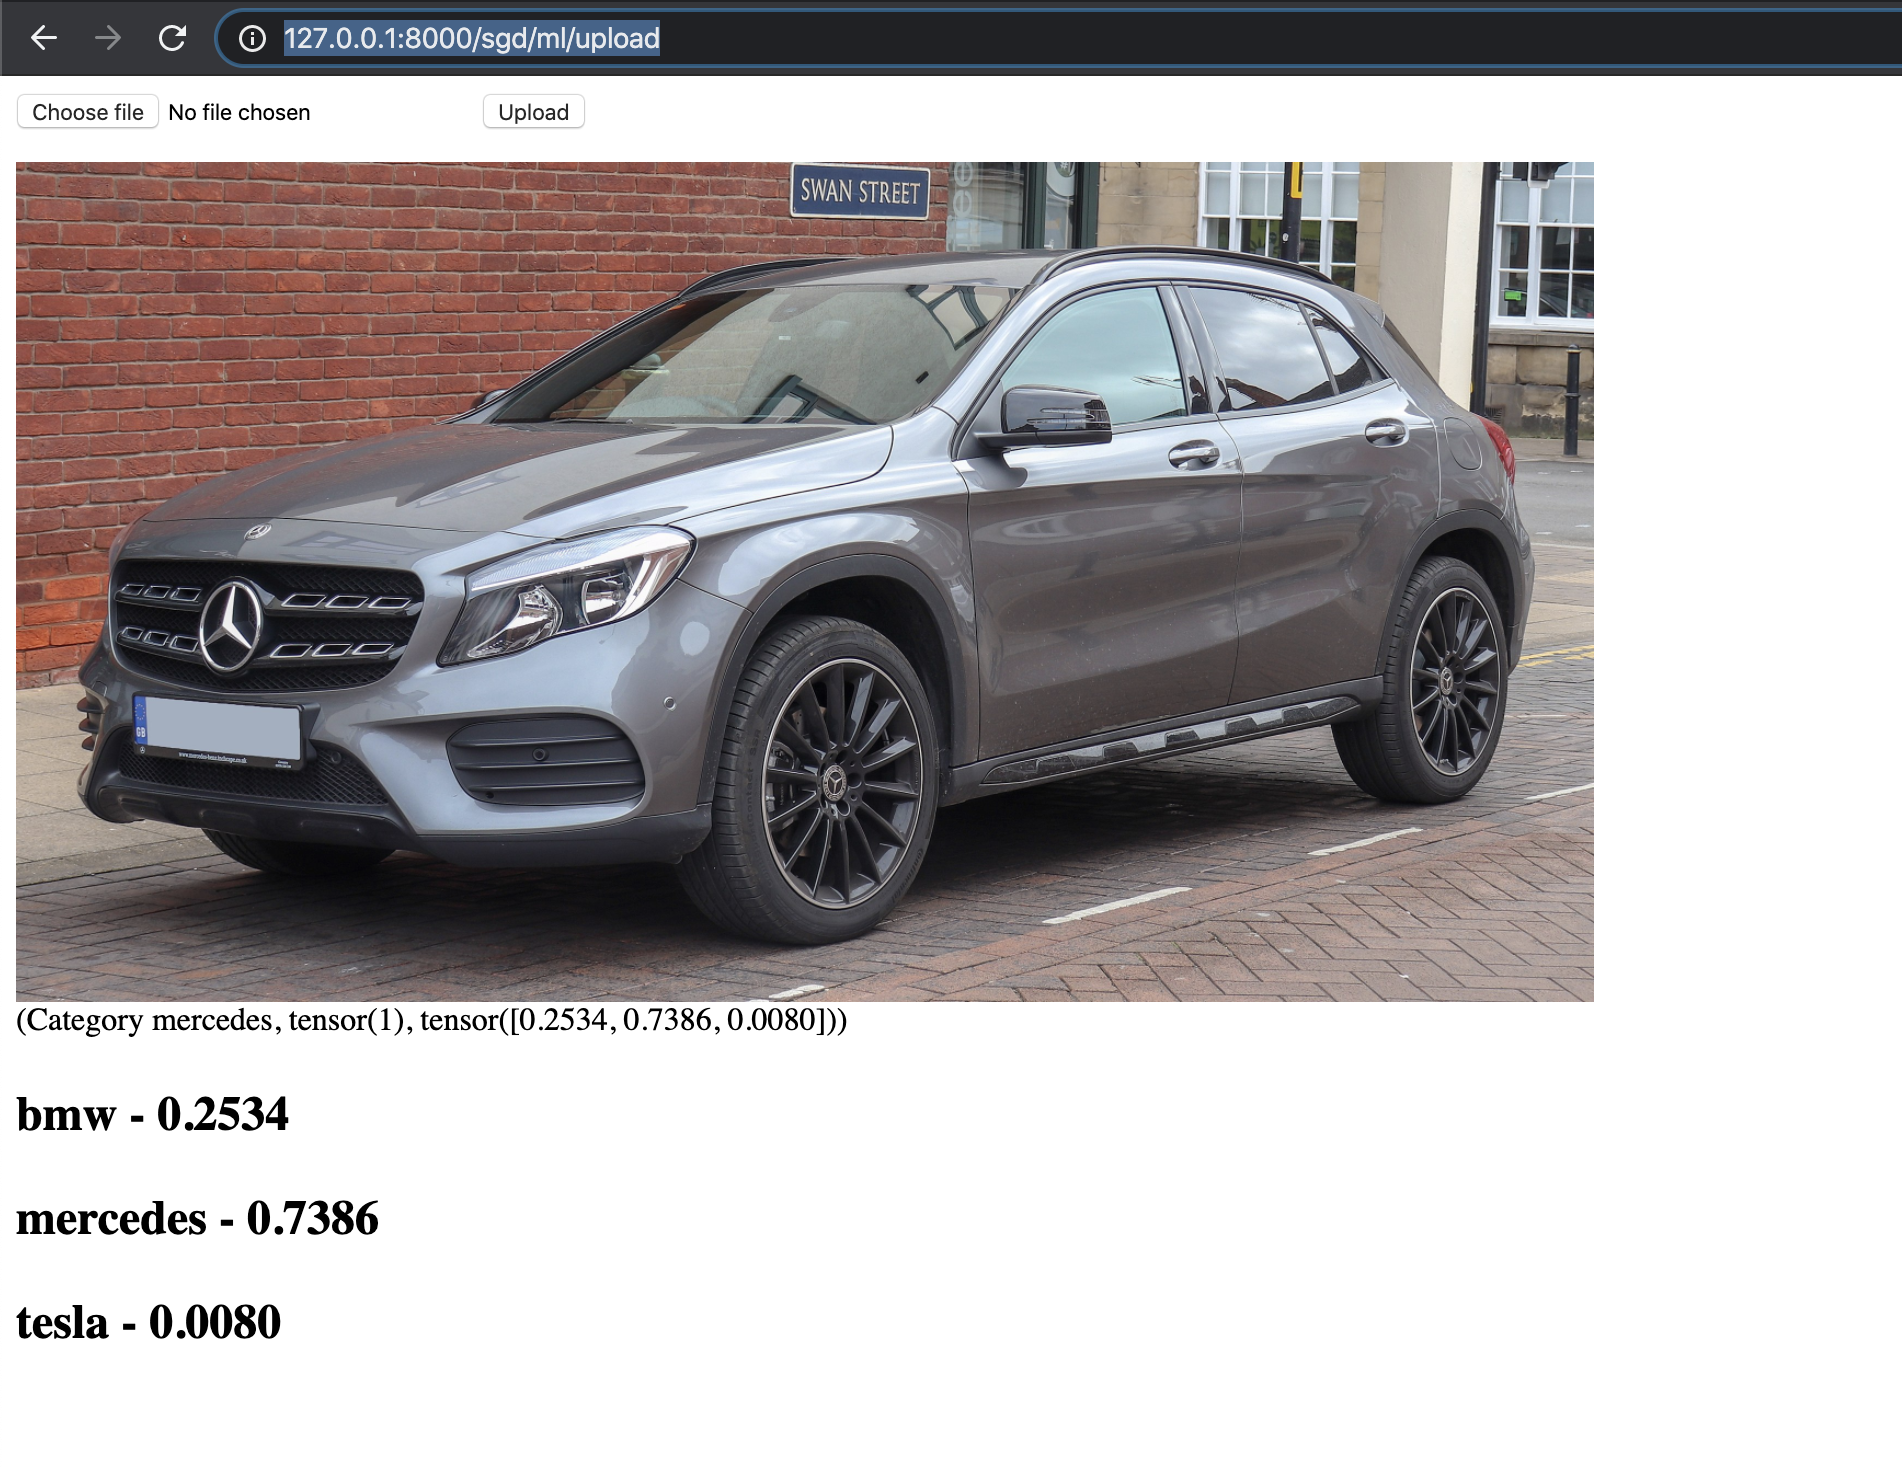 127.0.0.1:8000/sgd/ml/upload
Choose file No file chosen Upload
SWAN STREET
GB
(Category mercedes, tensor(1), tensor([0.2534, 0.7386, 0.0080]))
bmw - 0.2534
mercedes - 0.7386
tesla - 0.0080